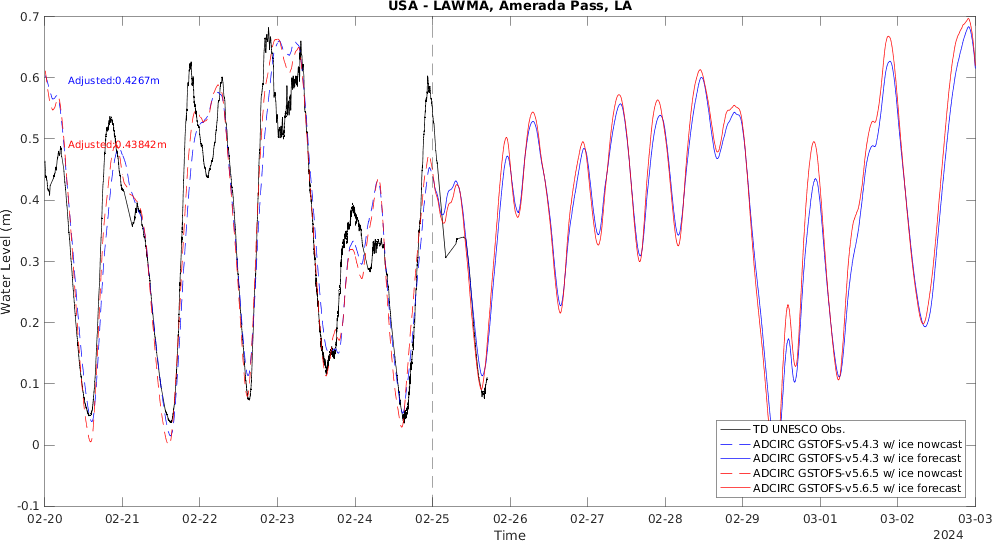 USA - LAWMA, Amerada Pass, LA
0.7
0.6
0.5
0.4
0.3
0.2
0.1
0
-0.1
Water Level (m)
Adjusted:0.4267m
Adjusted:0.43842m
TD UNESCO Obs.
ADCIRC GSTOFS-v5.4.3 w/ ice nowcast
ADCIRC GSTOFS-v5.4.3 w/ ice forecast
ADCIRC GSTOFS-v5.6.5 w/ ice nowcast
ADCIRC GSTOFS-v5.6.5 w/ ice forecast
02-20 02-21 02-22 02-23 02-24 02-25 02-26 02-27 02-28 02-29 03-01 03-02 03-03
Time
2024